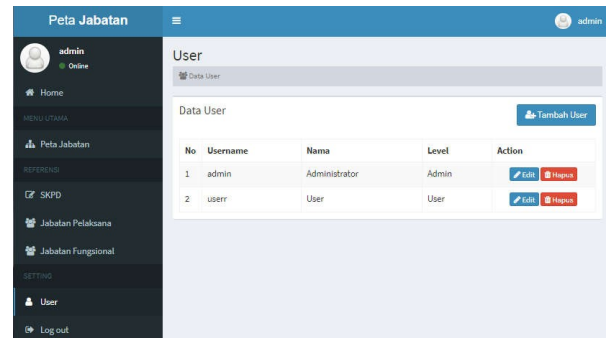 Peta Jabatan
admin
admin
Online
Home
MENU UTAMA
Peta Jabatan
REFERENSI
SKPD
Jabatan Pelaksana
Jabatan Fungsional
SETTING
User
Log out
User
Data User
Data User
Tambah User
No Username Nama Level Action
1 admin Administrator Admin Edit Hapus
2 userr User User Edit Hapus